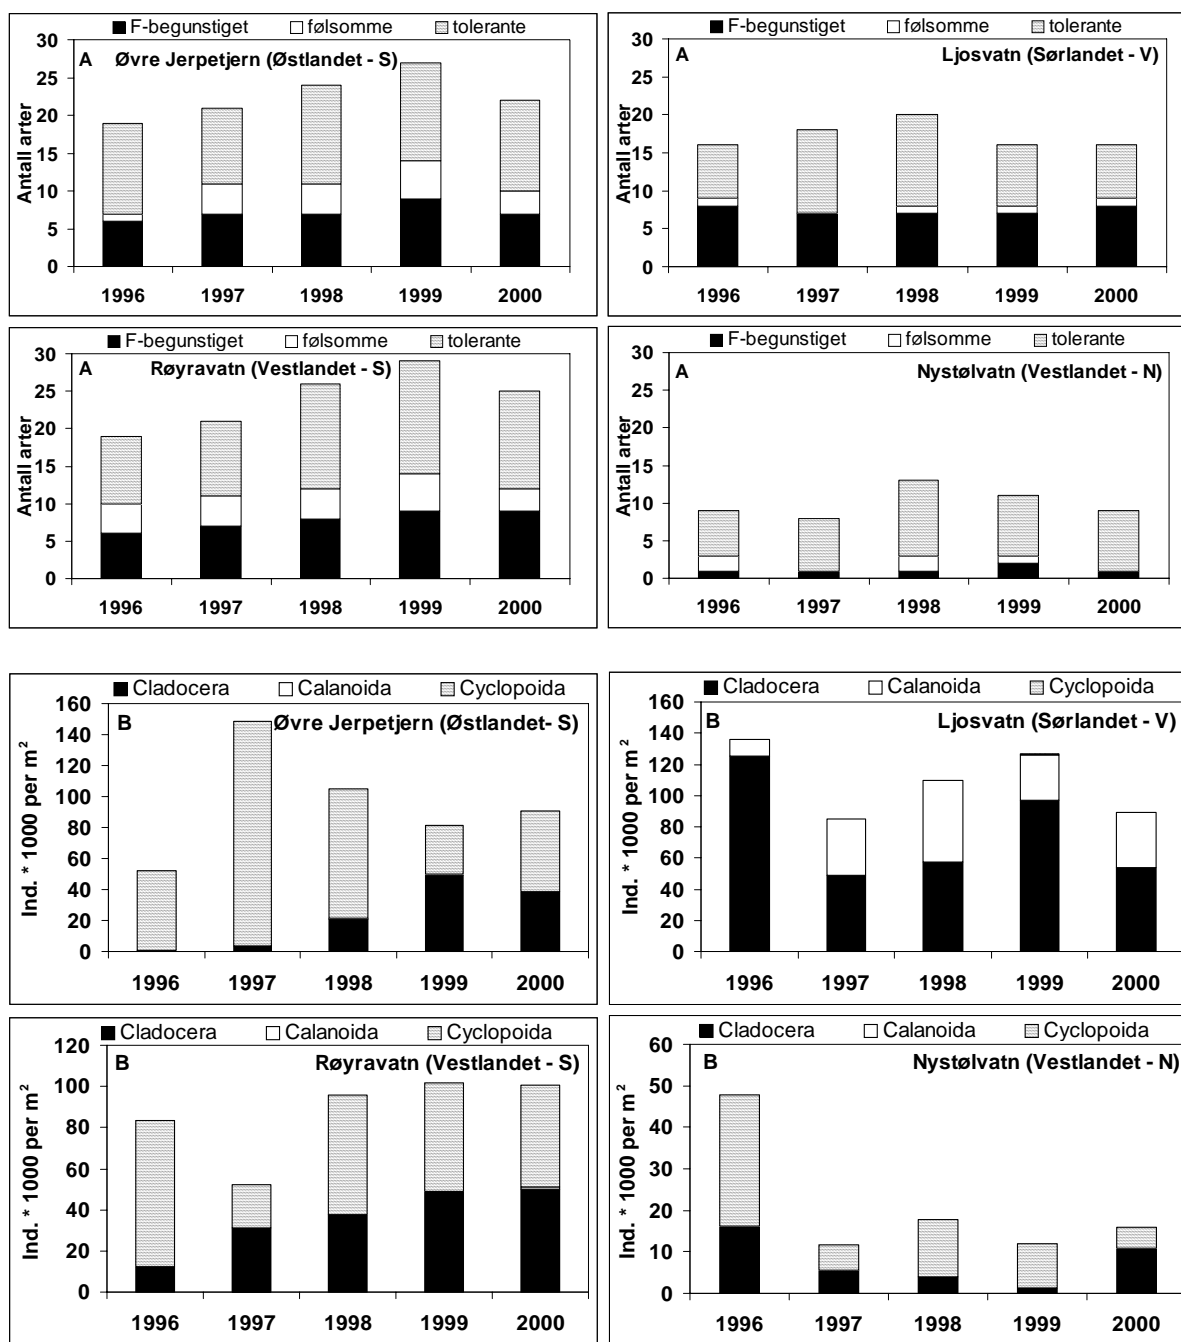 F-begunstiget følsomme tolerante
A Øvre Jerpetjern (Østlandet - S)
Antall arter
30
25
20
15
10
5
0
1996 1997 1998 1999 2000
F-begunstiget følsomme tolerante
A Ljosvatn (Sørlandet - V)
Antall arter
30
25
20
15
10
5
0
1996 1997 1998 1999 2000
F-begunstiget følsomme tolerante
A Røyravatn (Vestlandet - S)
Antall arter
30
25
20
15
10
5
0
1996 1997 1998 1999 2000
F-begunstiget følsomme tolerante
A Nystølvatn (Vestlandet - N)
Antall arter
30
25
20
15
10
5
0
1996 1997 1998 1999 2000
Cladocera Calanoida Cyclopoida
B Øvre Jerpetjern (Østlandet- S)
Ind. * 1000 per m²
160
140
120
100
80
60
40
20
0
1996 1997 1998 1999 2000
Cladocera Calanoida Cyclopoida
B Ljosvatn (Sørlandet - V)
Ind. * 1000 per m²
160
140
120
100
80
60
40
20
0
1996 1997 1998 1999 2000
Cladocera Calanoida Cyclopoida
B Røyravatn (Vestlandet - S)
Ind. * 1000 per m²
120
100
80
60
40
20
0
1996 1997 1998 1999 2000
Cladocera Calanoida Cyclopoida
B Nystølvatn (Vestlandet - N)
Ind. * 1000 per m²
60
50
40
30
20
10
0
1996 1997 1998 1999 2000